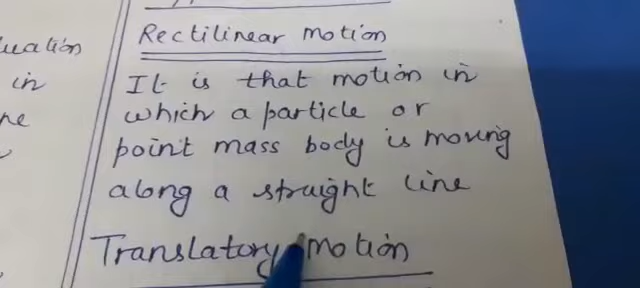 Rectilinear motion
It is that motion in
which a particle or
point mass body is moving
along a straight line
Translatory motion
in